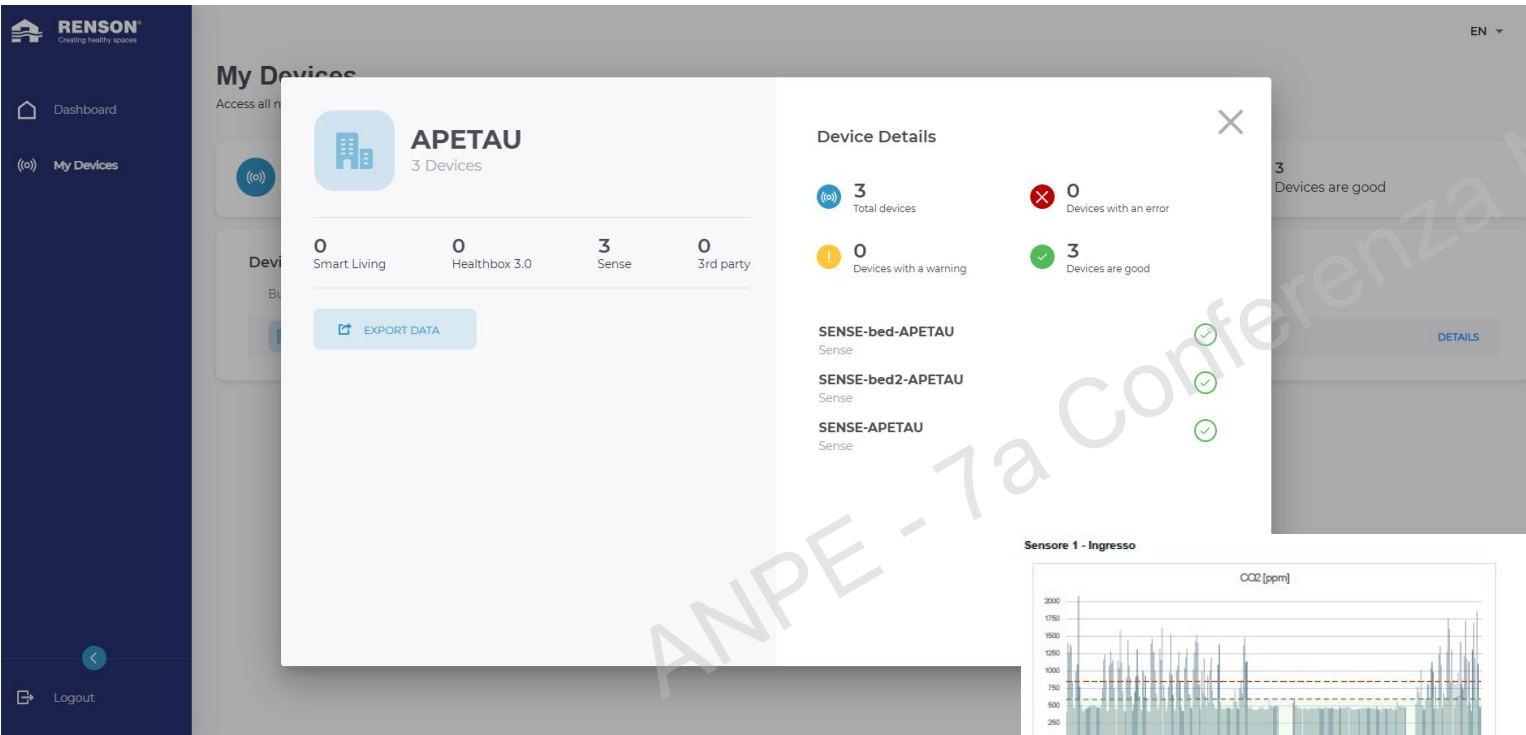 RENSON®
Creating healthy spaces
EN
Dashboard
My Devices
Logout
My Devices
Access all n
3
Devices are good
Devi
Bu
DETAILS
APETAU
3 Devices
0
Smart Living
0
Healthbox 3.0
3
Sense
0
3rd party
EXPORT DATA
Device Details
3
Total devices
0
Devices with an error
0
Devices with a warning
3
Devices are good
SENSE-bed-APETAU
Sense
SENSE-bed2-APETAU
Sense
SENSE-APETAU
Sense
Sensore 1 - Ingresso
CO2 [ppm]
2000
1750
1500
1250
1000
750
500
250
ANPE - 7a Conferenza